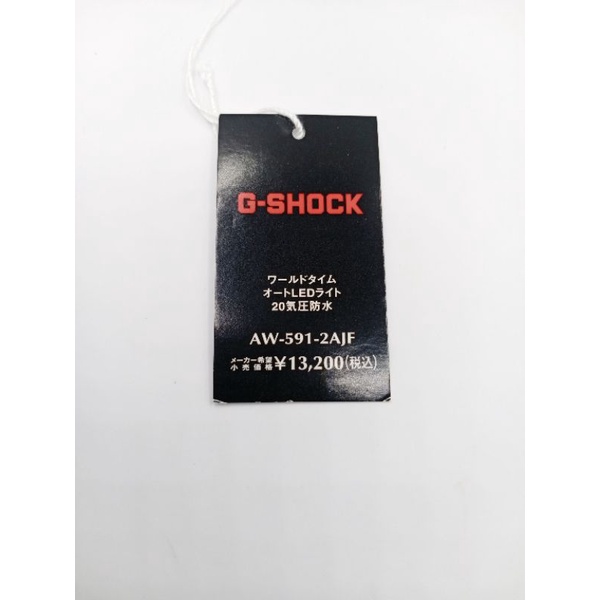 G-SHOCK
ワールドタイム
オートLEDライト
20気圧防水
AW-591-2AJF
メーカー希望
小売価格 ¥13,200(税込)